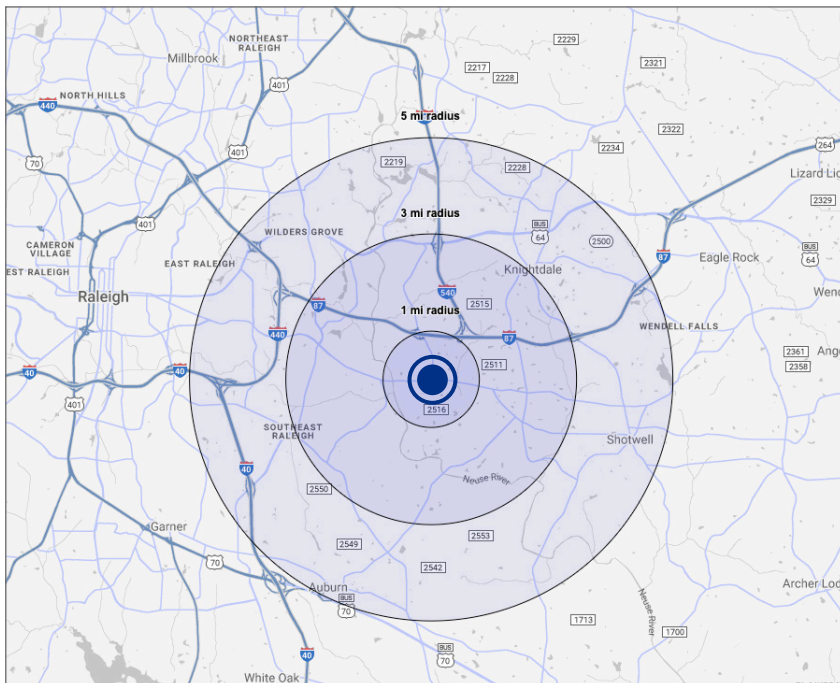 NORTHEAST
RALEIGH
2229
Millbrook
2217
2321
401
2228
NORTH HILLS
440
5 mi radius
2322
264
401
2234
70
2219
2228
Lizard Lic
2329
3 mi radius
401
WILDERS GROVE
BUS
64
2500
CAMERON
VILLAGE
BUS
64
87
Eagle Rock
EAST RALEIGH
EST RALEIGH
Knightdale
Raleigh
540
Wen
87
2515
1 mi radius
WENDELL FALLS
440
87
2361
Ang
2358
40
40
2511
401
2516
SOUTHEAST
RALEIGH
Shotwell
40
Neuse River
2550
Garner
2553
2549
70
2542
Auburn
Archer Lod
BUS
70
Neuse River
1713
1700
40
BUS
70
White Oak